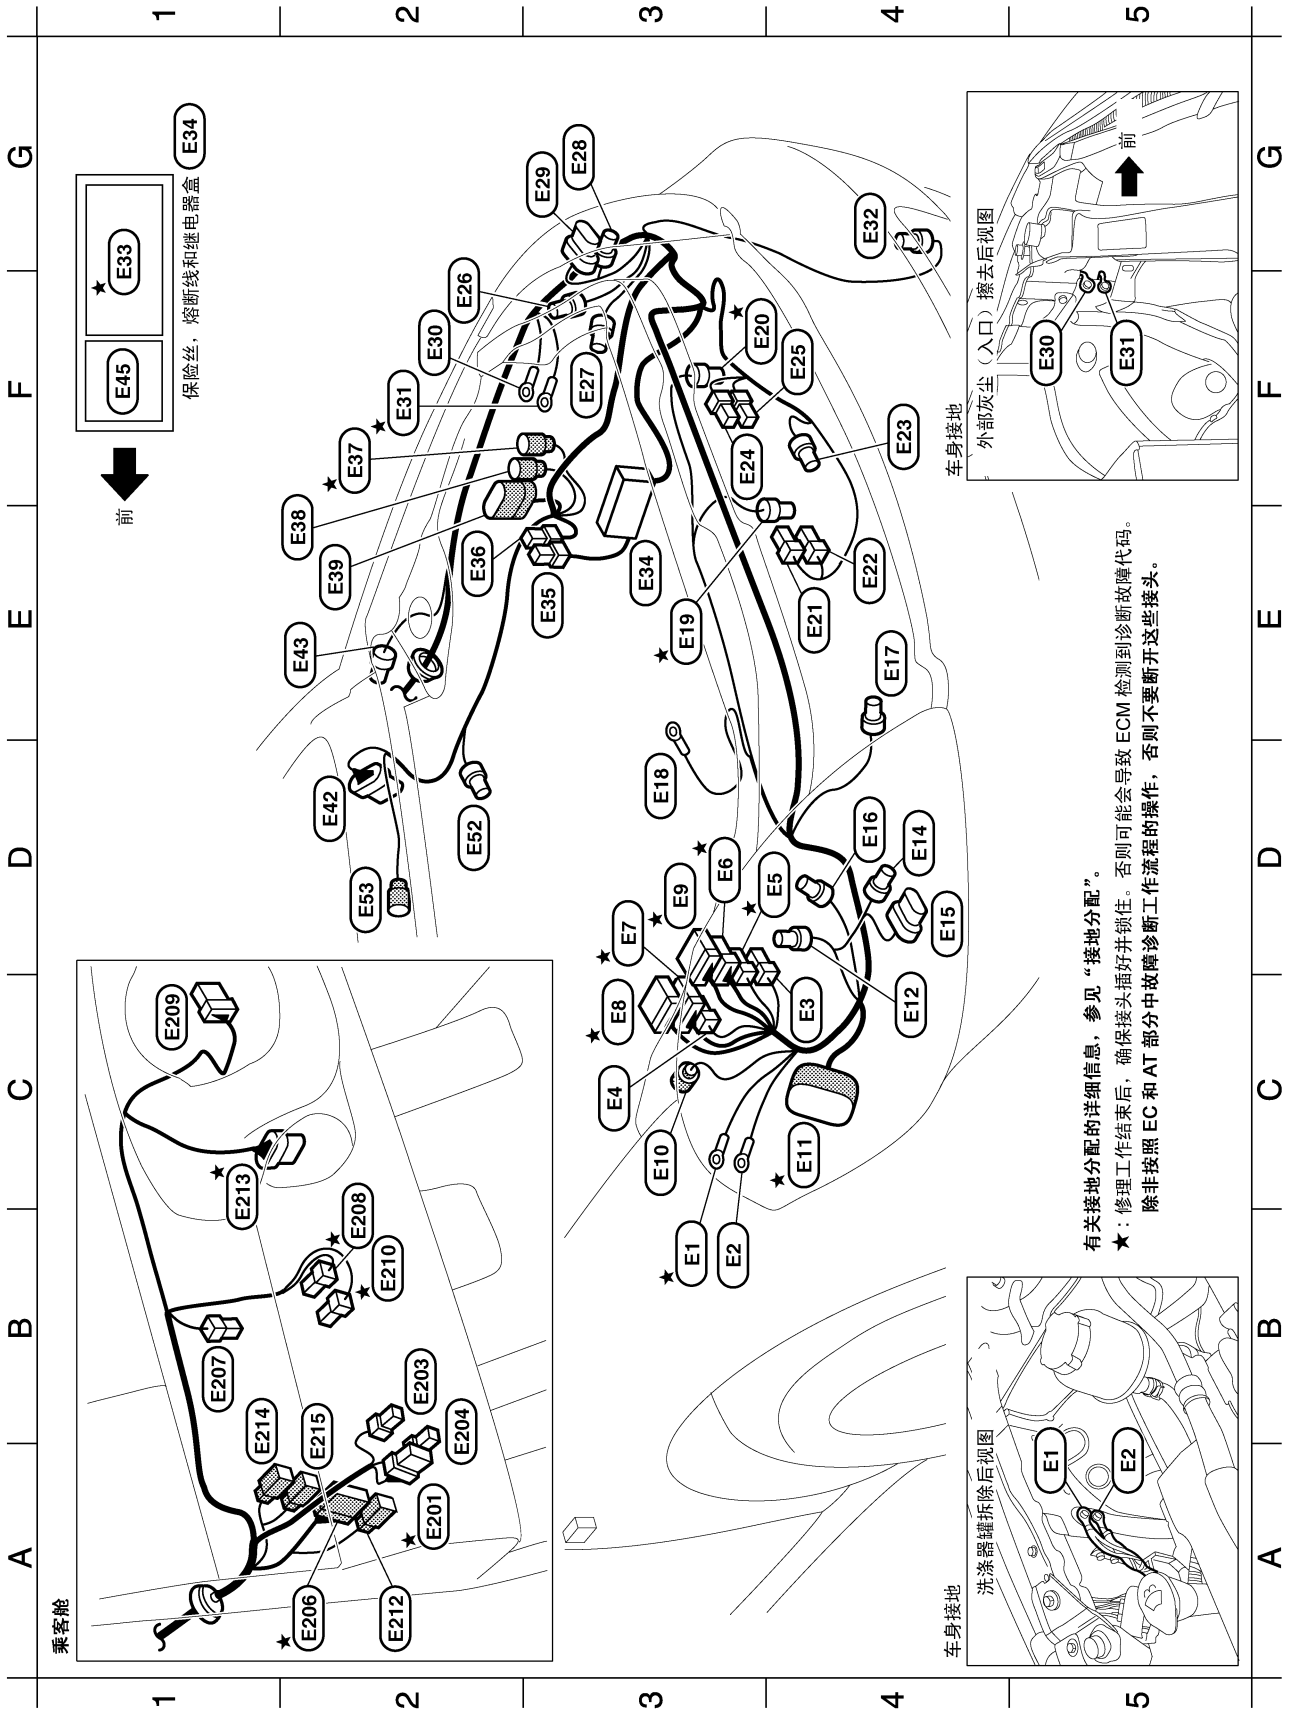 A B C D E F G
1
2
3
4
5
乘客舱
E206
E212
E201
E204
E203
E214
E215
E207
E208
E210
E213
E209
前
E45
★ E33
保险丝，熔断线和继电器盒
E34
E53
E42
E52
E43
E39
E38
★ E37
★ E31
E30
E26
E29
E28
E36
E35
E34
E27
★ E1
E2
E10
E4
★ E8
★ E7
★ E9
★ E6
★ E5
E3
★ E11
E12
E15
E14
E16
E18
E17
★ E19
E21
E22
E24
E23
E25
★ E20
E32
车身接地
洗涤器罐拆除后视图
E1
E2
有关接地分配的详细信息，参见“接地分配”。
★：修理工作结束后，确保接头插好并锁住。否则可能会导致 ECM 检测到诊断故障代码。
除非按照 EC 和 AT 部分中故障诊断工作流程的操作，否则不要断开这些接头。
车身接地
外部灰尘（入口）擦去后视图
E30
E31
前
1
2
3
4
5
A B C D E F G